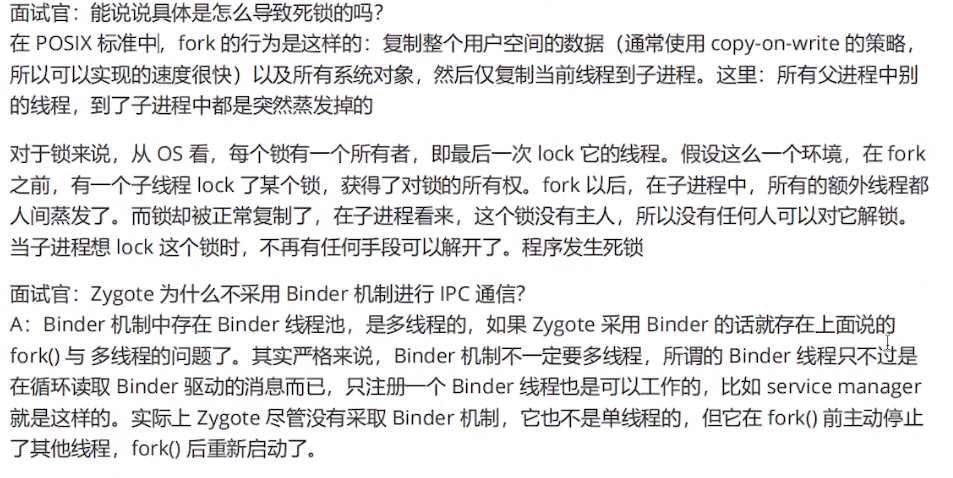 面试官：能说说具体是怎么导致死锁的吗？
在 POSIX 标准中，fork 的行为是这样的：复制整个用户空间的数据（通常使用 copy-on-write 的策略，
所以可以实现的速度很快）以及所有系统对象，然后仅复制当前线程到子进程。这里：所有父进程中别
的线程，到了子进程中都是突然蒸发掉的
对于锁来说，从 OS 看，每个锁有一个所有者，即最后一次 lock 它的线程。假设这么一个环境，在 fork
之前，有一个子线程 lock 了某个锁，获得了对锁的所有权。fork 以后，在子进程中，所有的额外线程都
人间蒸发了。而锁却被正常复制了，在子进程看来，这个锁没有主人，所以没有任何人可以对它解锁。
当子进程想 lock 这个锁时，不再有任何手段可以解开了。程序发生死锁
面试官：Zygote 为什么不采用 Binder 机制进行 IPC 通信？
A：Binder 机制中存在 Binder 线程池，是多线程的，如果 Zygote 采用 Binder 的话就存在上面说的
fork() 与 多线程的问题了。其实严格来说，Binder 机制不一定要多线程，所谓的 Binder 线程只不过是
在循环读取 Binder 驱动的消息而已，只注册一个 Binder 线程也是可以工作的，比如 service manager
就是这样的。实际上 Zygote 尽管没有采取 Binder 机制，它也不是单线程的，但它在 fork() 前主动停止
了其他线程，fork() 后重新启动了。